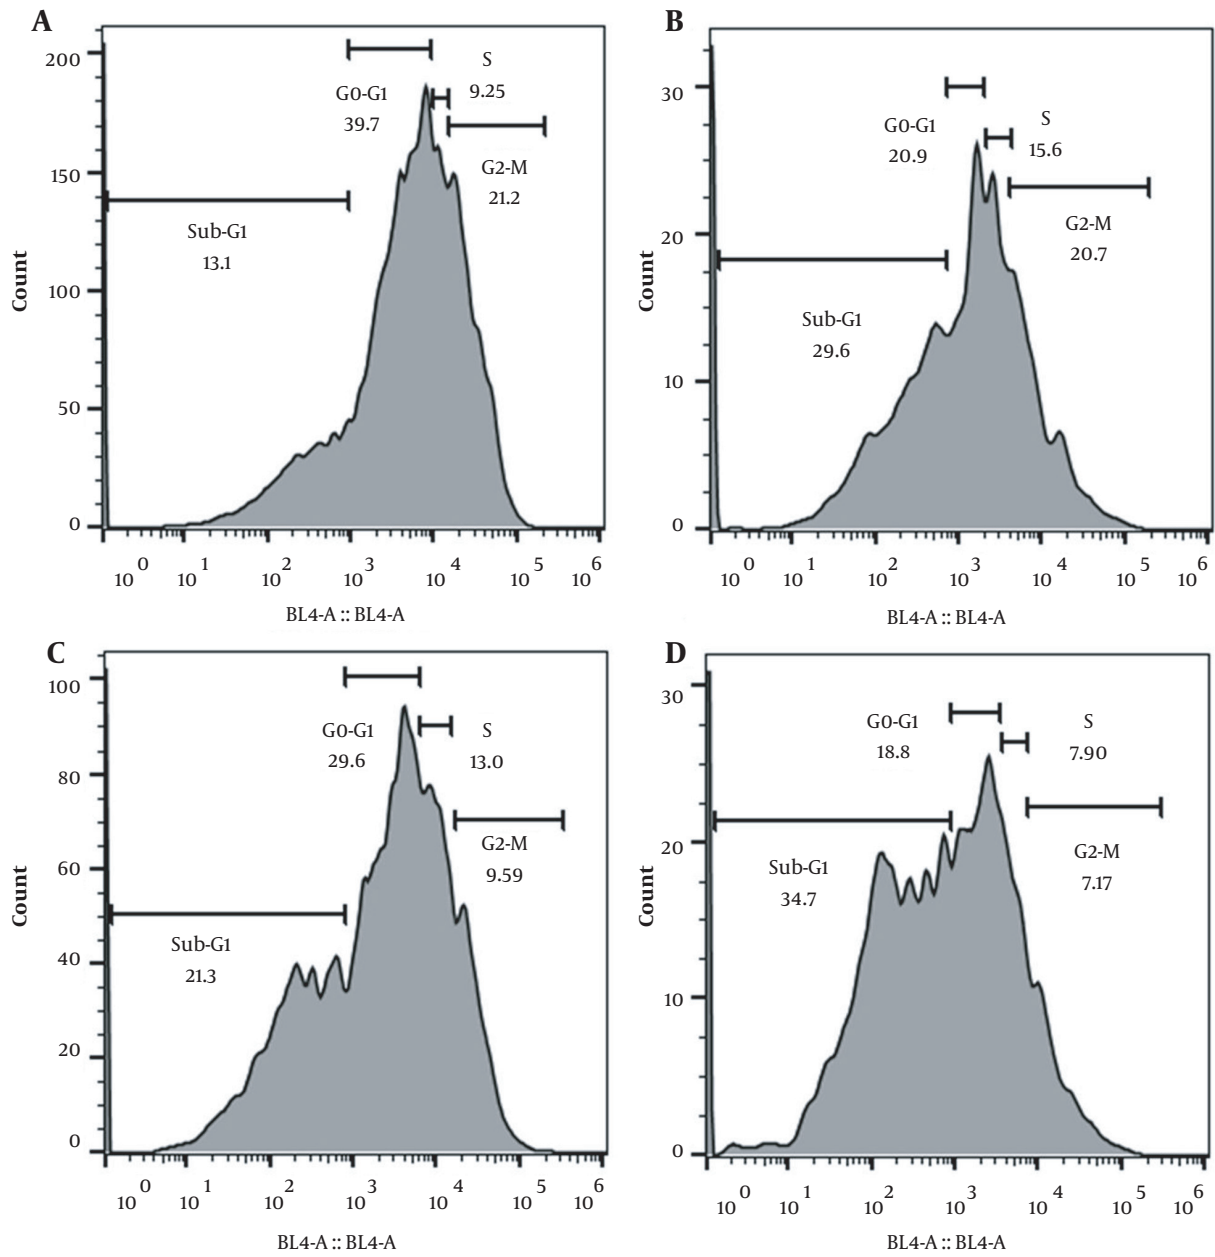 A
200
150
100
50
0
Count
G0-G1
39.7
S
9.25
G2-M
21.2
Sub-G1
13.1
10^0 10^1 10^2 10^3 10^4 10^5 10^6
BL4-A :: BL4-A
B
30
20
10
0
Count
G0-G1
20.9
S
15.6
G2-M
20.7
Sub-G1
29.6
10^0 10^1 10^2 10^3 10^4 10^5 10^6
BL4-A :: BL4-A
C
100
80
60
40
20
0
Count
G0-G1
29.6
S
13.0
G2-M
9.59
Sub-G1
21.3
10^0 10^1 10^2 10^3 10^4 10^5 10^6
BL4-A :: BL4-A
D
30
20
10
0
Count
G0-G1
18.8
S
7.90
G2-M
7.17
Sub-G1
34.7
10^0 10^1 10^2 10^3 10^4 10^5 10^6
BL4-A :: BL4-A